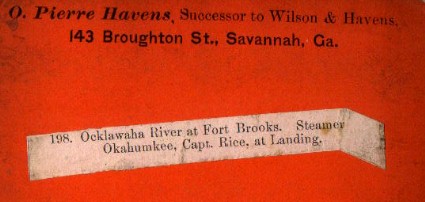 O. Pierre Havens, Successor to Wilson & Havens,
143 Broughton St., Savannah, Ga.
198. Ocklawaha River at Fort Brooks. Steamer
Okahumkee, Capt. Rice, at Landing.